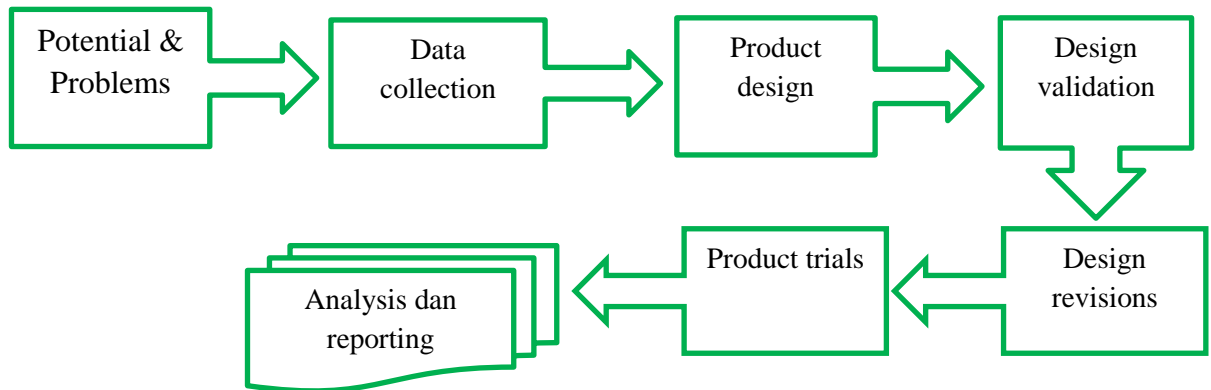 Potential &
Problems
Data
collection
Product
design
Design
validation
Design
revisions
Product trials
Analysis dan
reporting